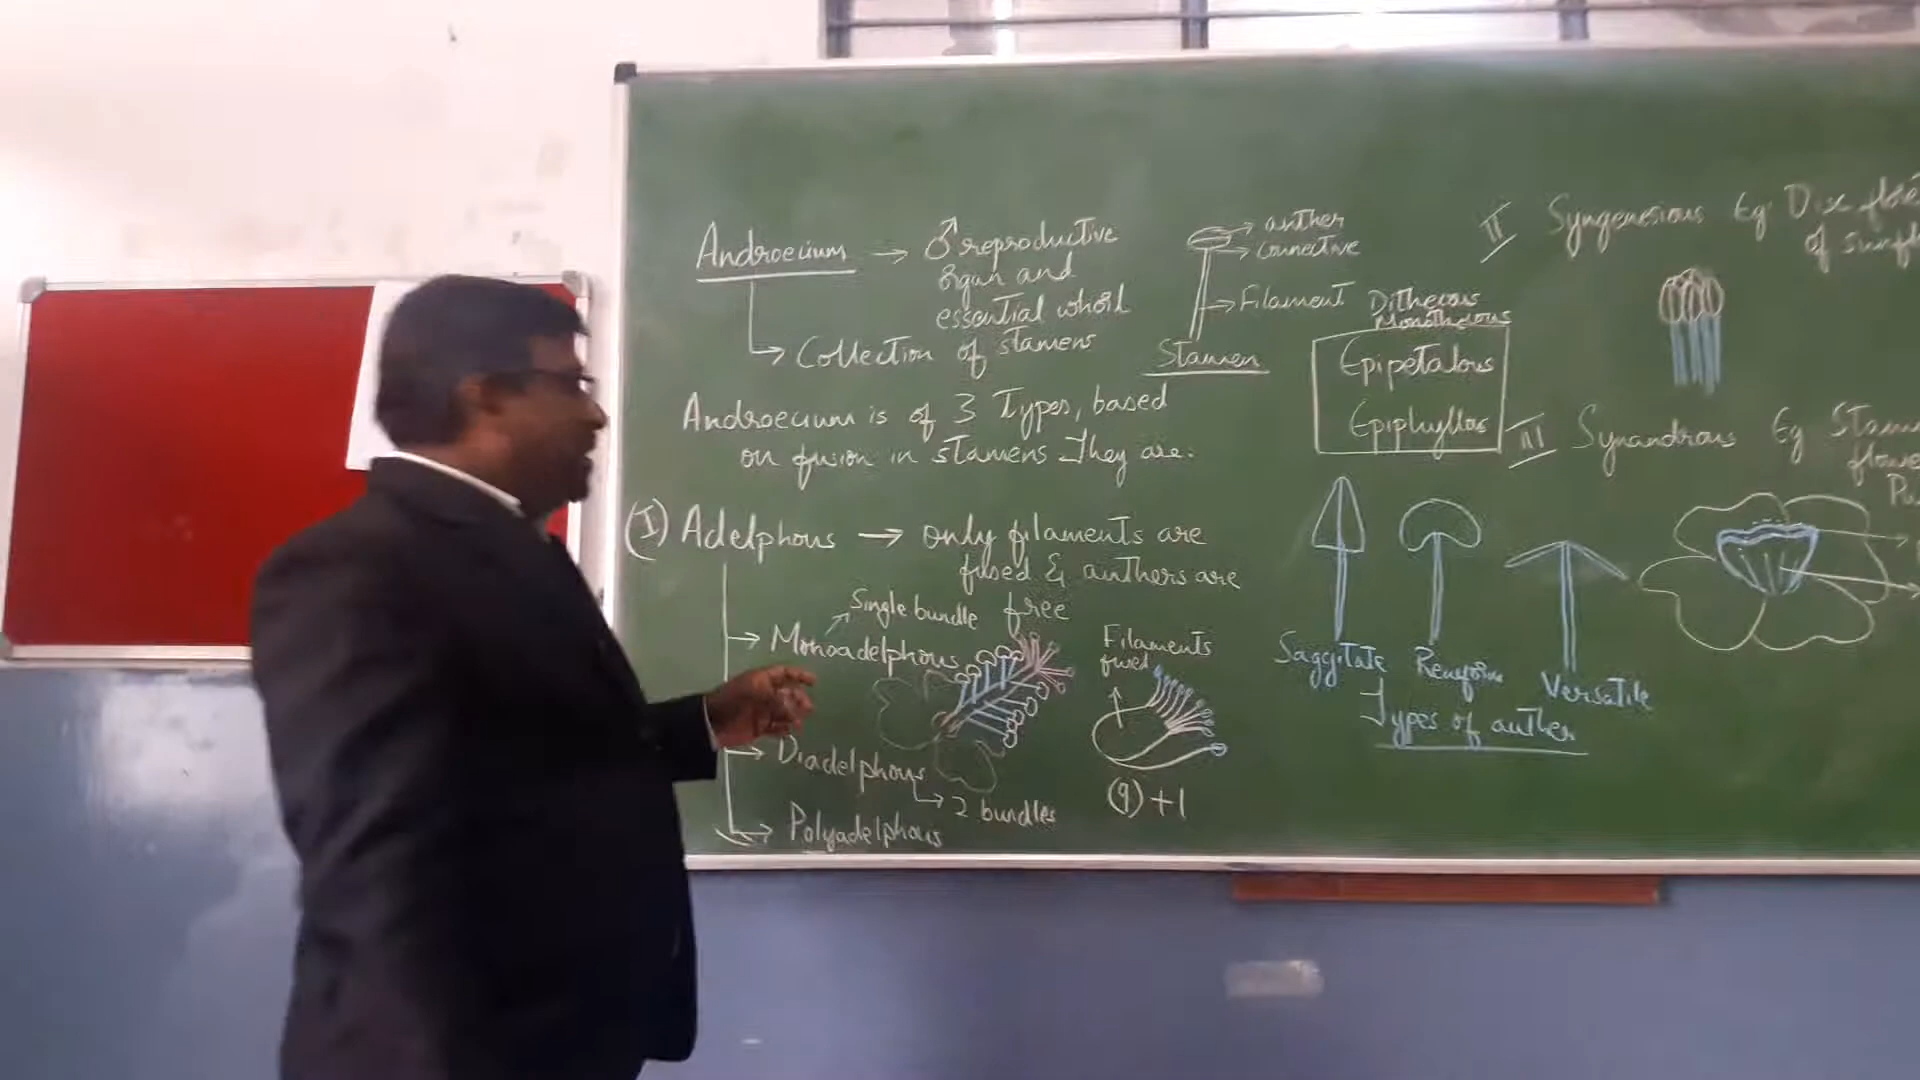 Androecium → ♂ reproductive
organ and
essential whorl
→ Collection of stamens
Androecium is of 3 Types, based
on fusion in stamens They are.
(I) Adelphous → only filaments are
fused & anthers are
free
→ Monoadelphous
Single bundle
→ Diadelphous
→ 2 bundles
→ Polyadelphous
Filaments
fused
(9)+1
→ anther
→ connective
→ Filament
Stamen
Dithecous
Monothecous
Epipetalous
Epiphyllos
Saggitate
Reniform
Versatile
Types of anther
II Syngenesious Eg: Disc
of
III Synandrous Eg